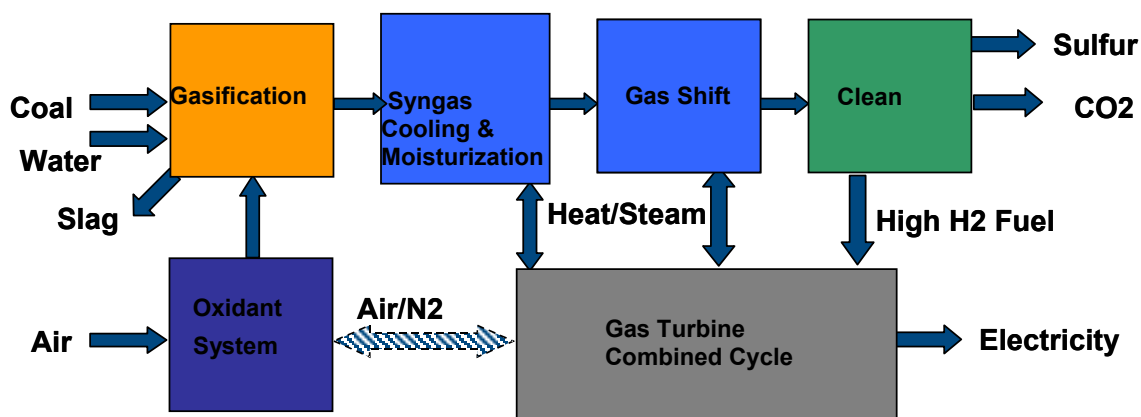 Coal
Water
Slag
Gasification
Syngas
Cooling &
Moisturization
Gas Shift
Clean
Sulfur
CO2
Heat/Steam
High H2 Fuel
Air
Oxidant
System
Air/N2
Gas Turbine
Combined Cycle
Electricity